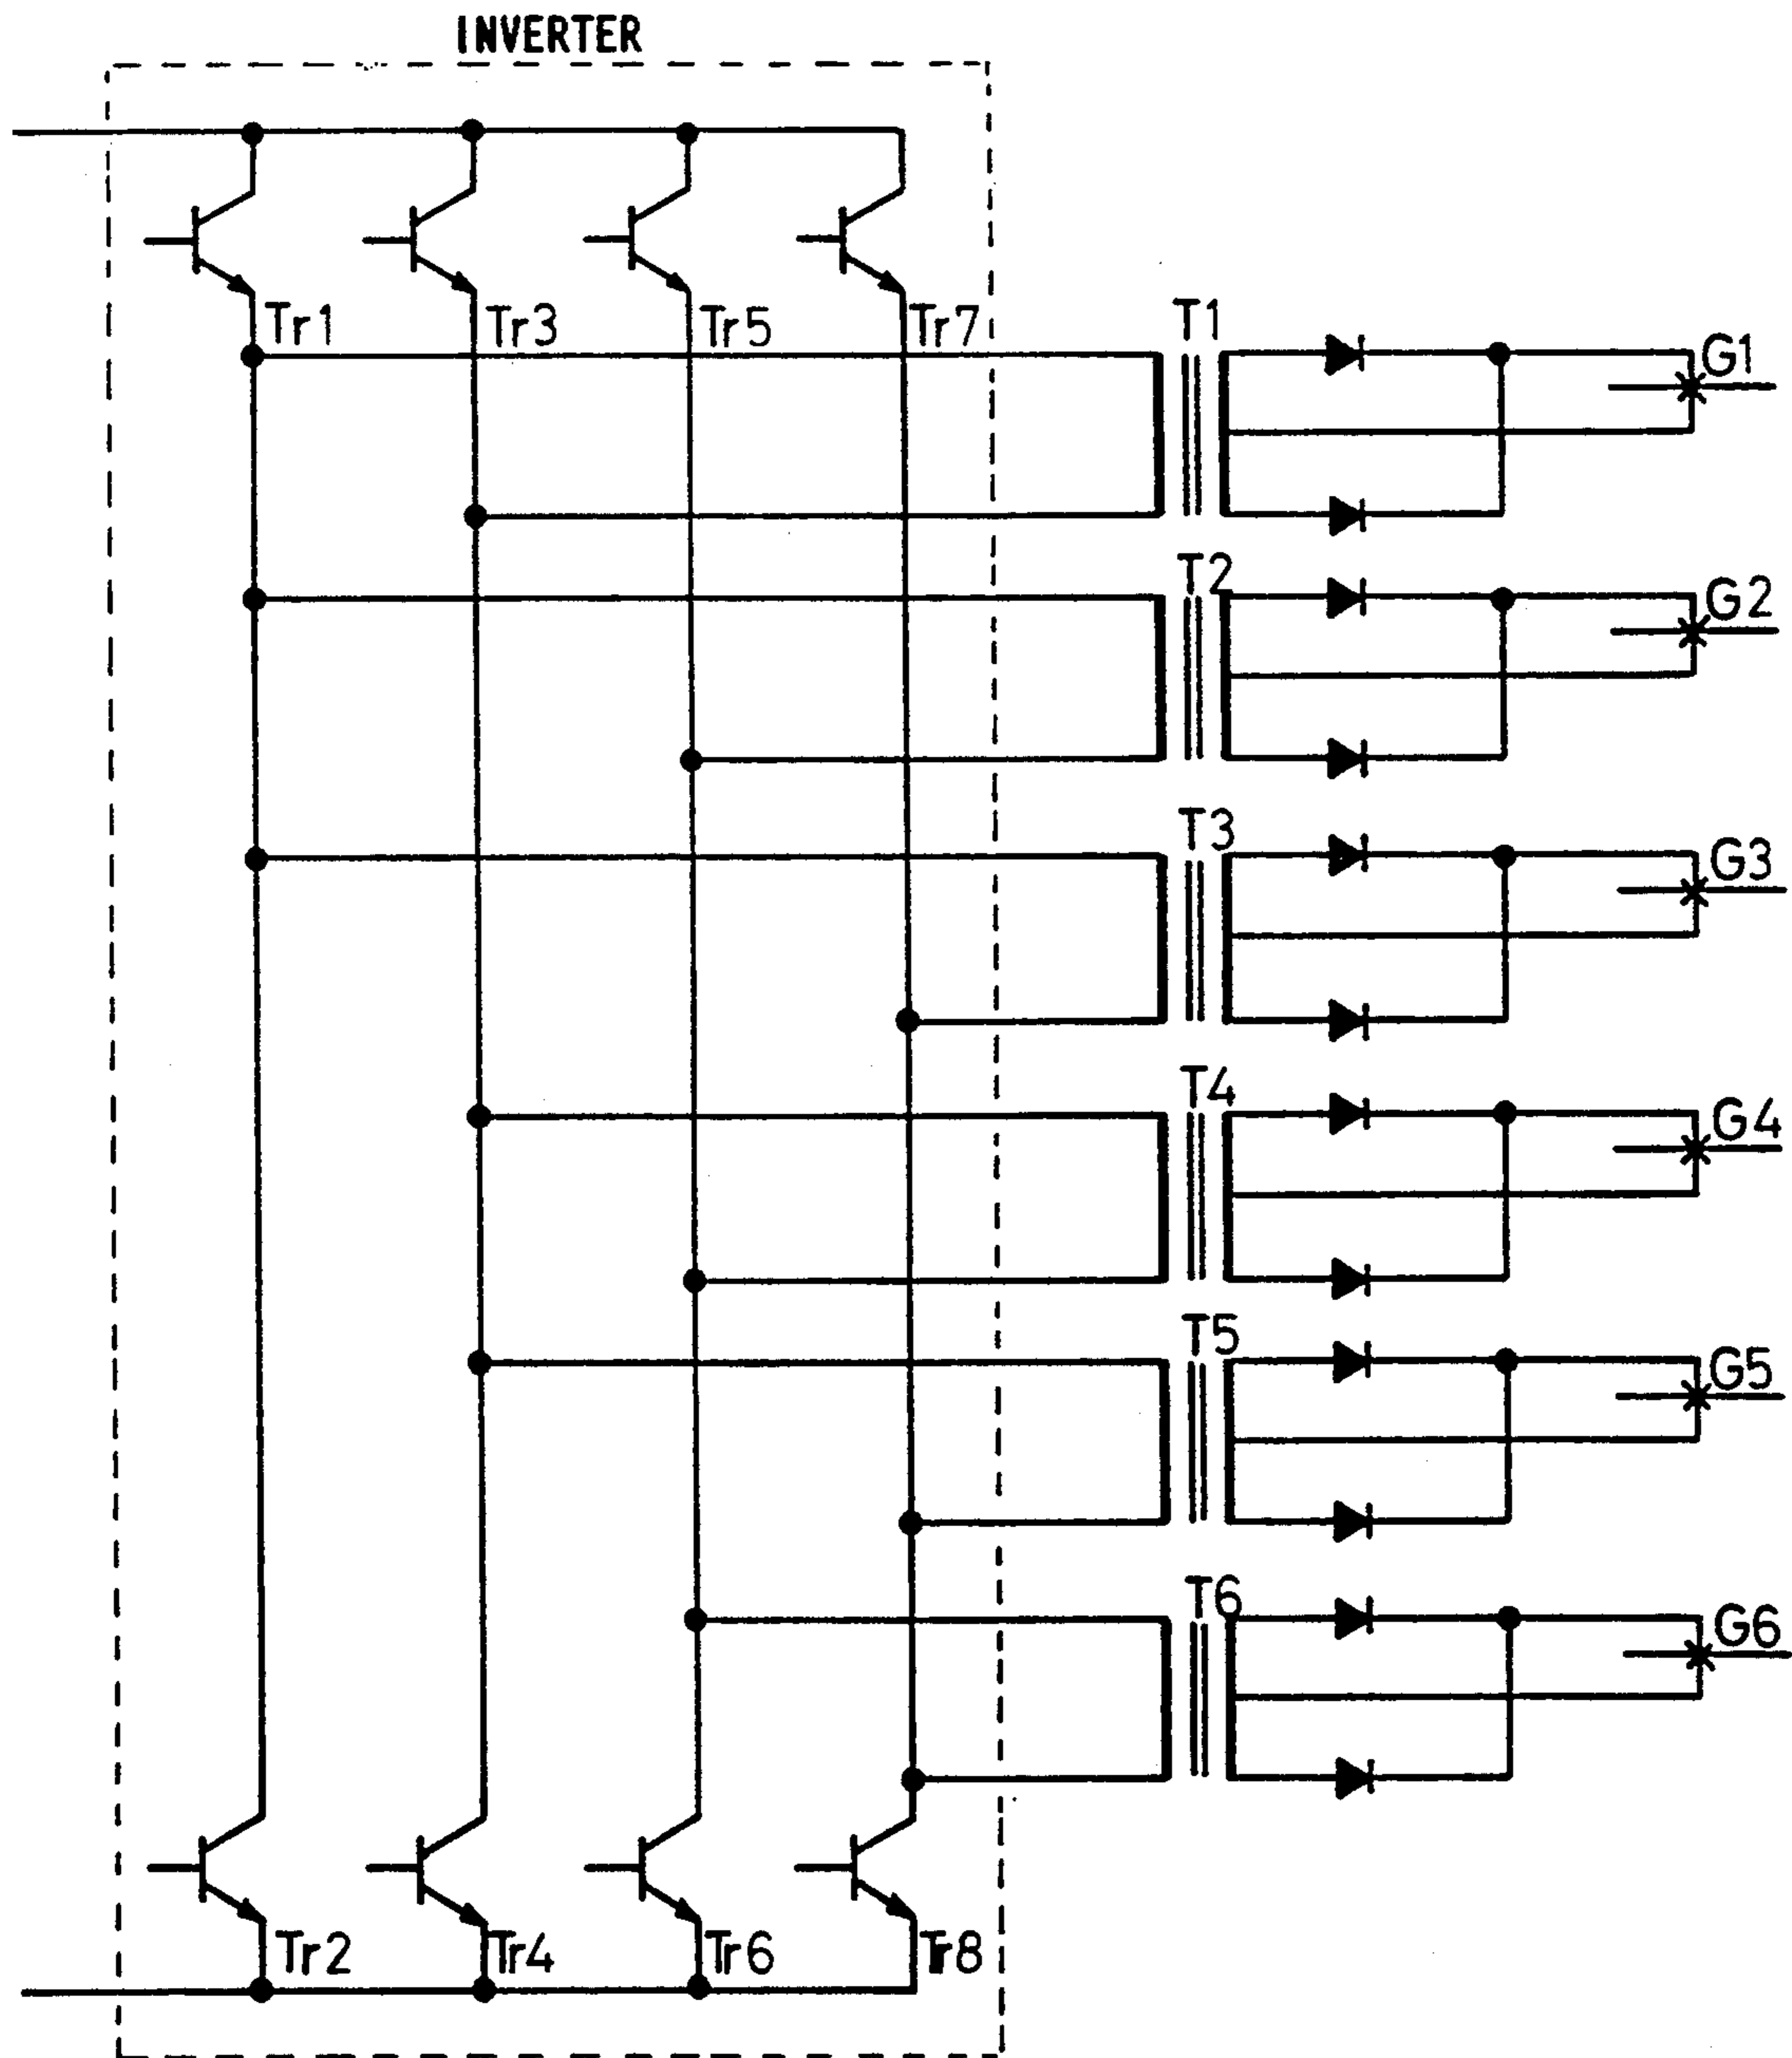 INVERTER
Tr1 Tr3 Tr5 Tr7
T1
G1
T2
G2
T3
G3
T4
G4
T5
G5
T6
G6
Tr2 Tr4 Tr6 Tr8